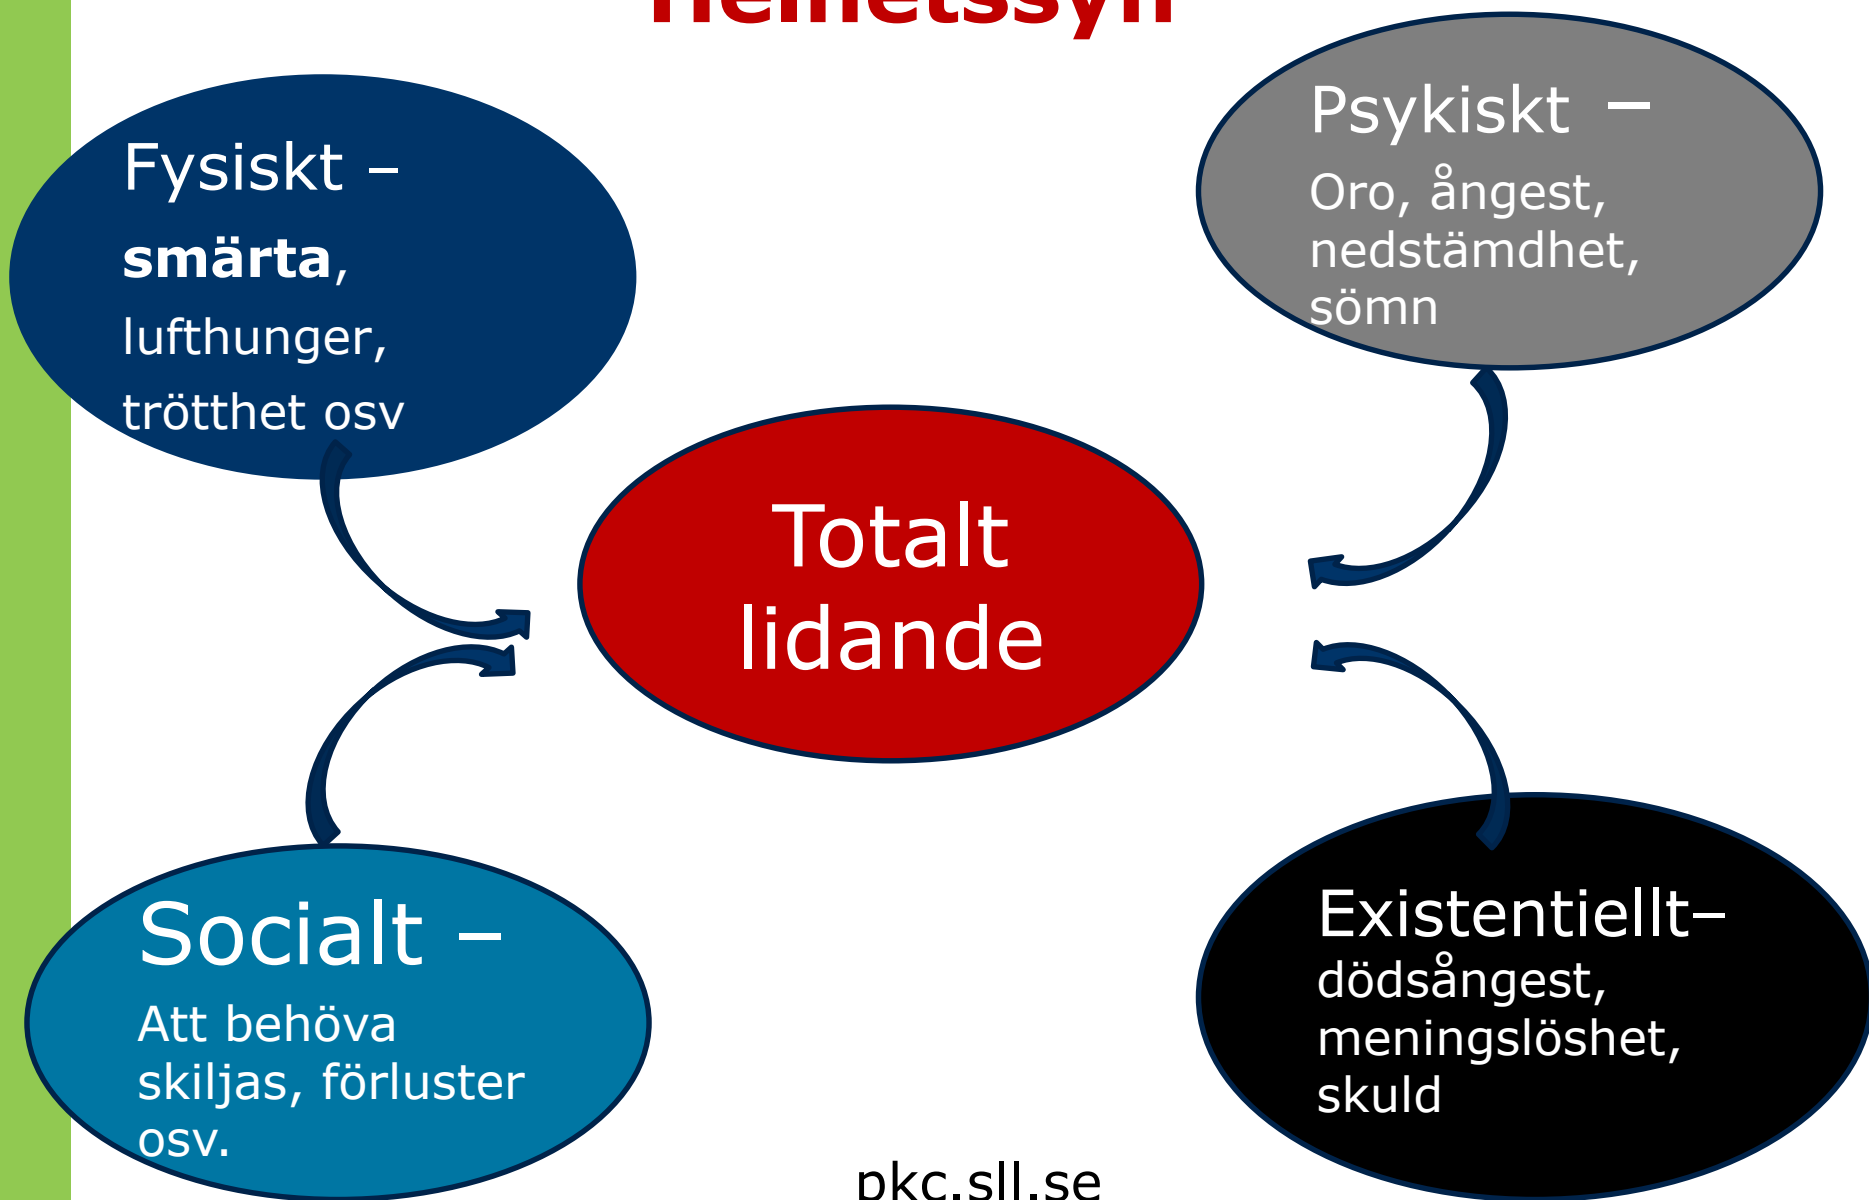 Helhetssyn
Fysiskt –
smärta,
lufthunger,
trötthet osv
Psykiskt –
Oro, ångest,
nedstämdhet,
sömn
Totalt
lidande
Socialt –
Att behöva
skiljas, förluster
osv.
Existentiellt–
dödsångest,
meningslöshet,
skuld
pkc.sll.se